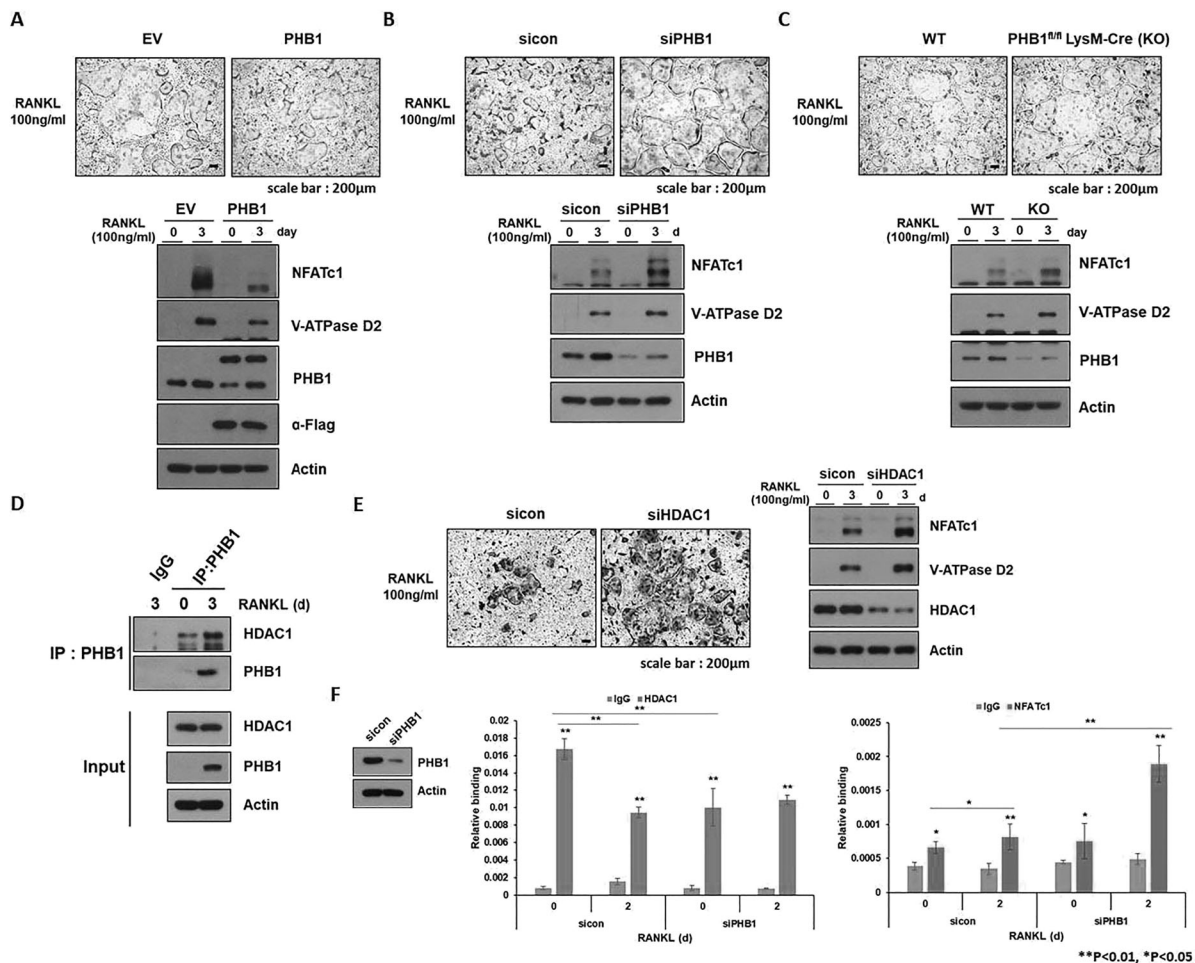 A
EV PHB1
RANKL
100ng/ml
scale bar : 200µm
EV PHB1
RANKL
(100ng/ml)
0 3 0 3 day
NFATc1
V-ATPase D2
PHB1
α-Flag
Actin
B
sicon siPHB1
RANKL
100ng/ml
scale bar : 200µm
sicon siPHB1
RANKL
(100ng/ml)
0 3 0 3 d
NFATc1
V-ATPase D2
PHB1
Actin
C
WT PHB1fl/fl LysM-Cre (KO)
RANKL
100ng/ml
scale bar : 200µm
WT KO
RANKL
(100ng/ml)
0 3 0 3 day
NFATc1
V-ATPase D2
PHB1
Actin
D
IgG IP:PHB1
3 0 3 RANKL (d)
IP : PHB1
HDAC1
PHB1
Input
HDAC1
PHB1
Actin
E
sicon siHDAC1
RANKL
100ng/ml
scale bar : 200µm
sicon siHDAC1
RANKL
(100ng/ml)
0 3 0 3 d
NFATc1
V-ATPase D2
HDAC1
Actin
F
sicon siPHB1
PHB1
Actin
IgG HDAC1
Relative binding
0.02
0.018
0.016
0.014
0.012
0.01
0.008
0.006
0.004
0.002
0
** ** ** ** ** **
0 2 0 2
sicon siPHB1
RANKL (d)
IgG NFATc1
Relative binding
0.0025
0.002
0.0015
0.001
0.0005
0
* * ** * ** **
0 2 0 2
sicon siPHB1
RANKL (d)
**P<0.01, *P<0.05